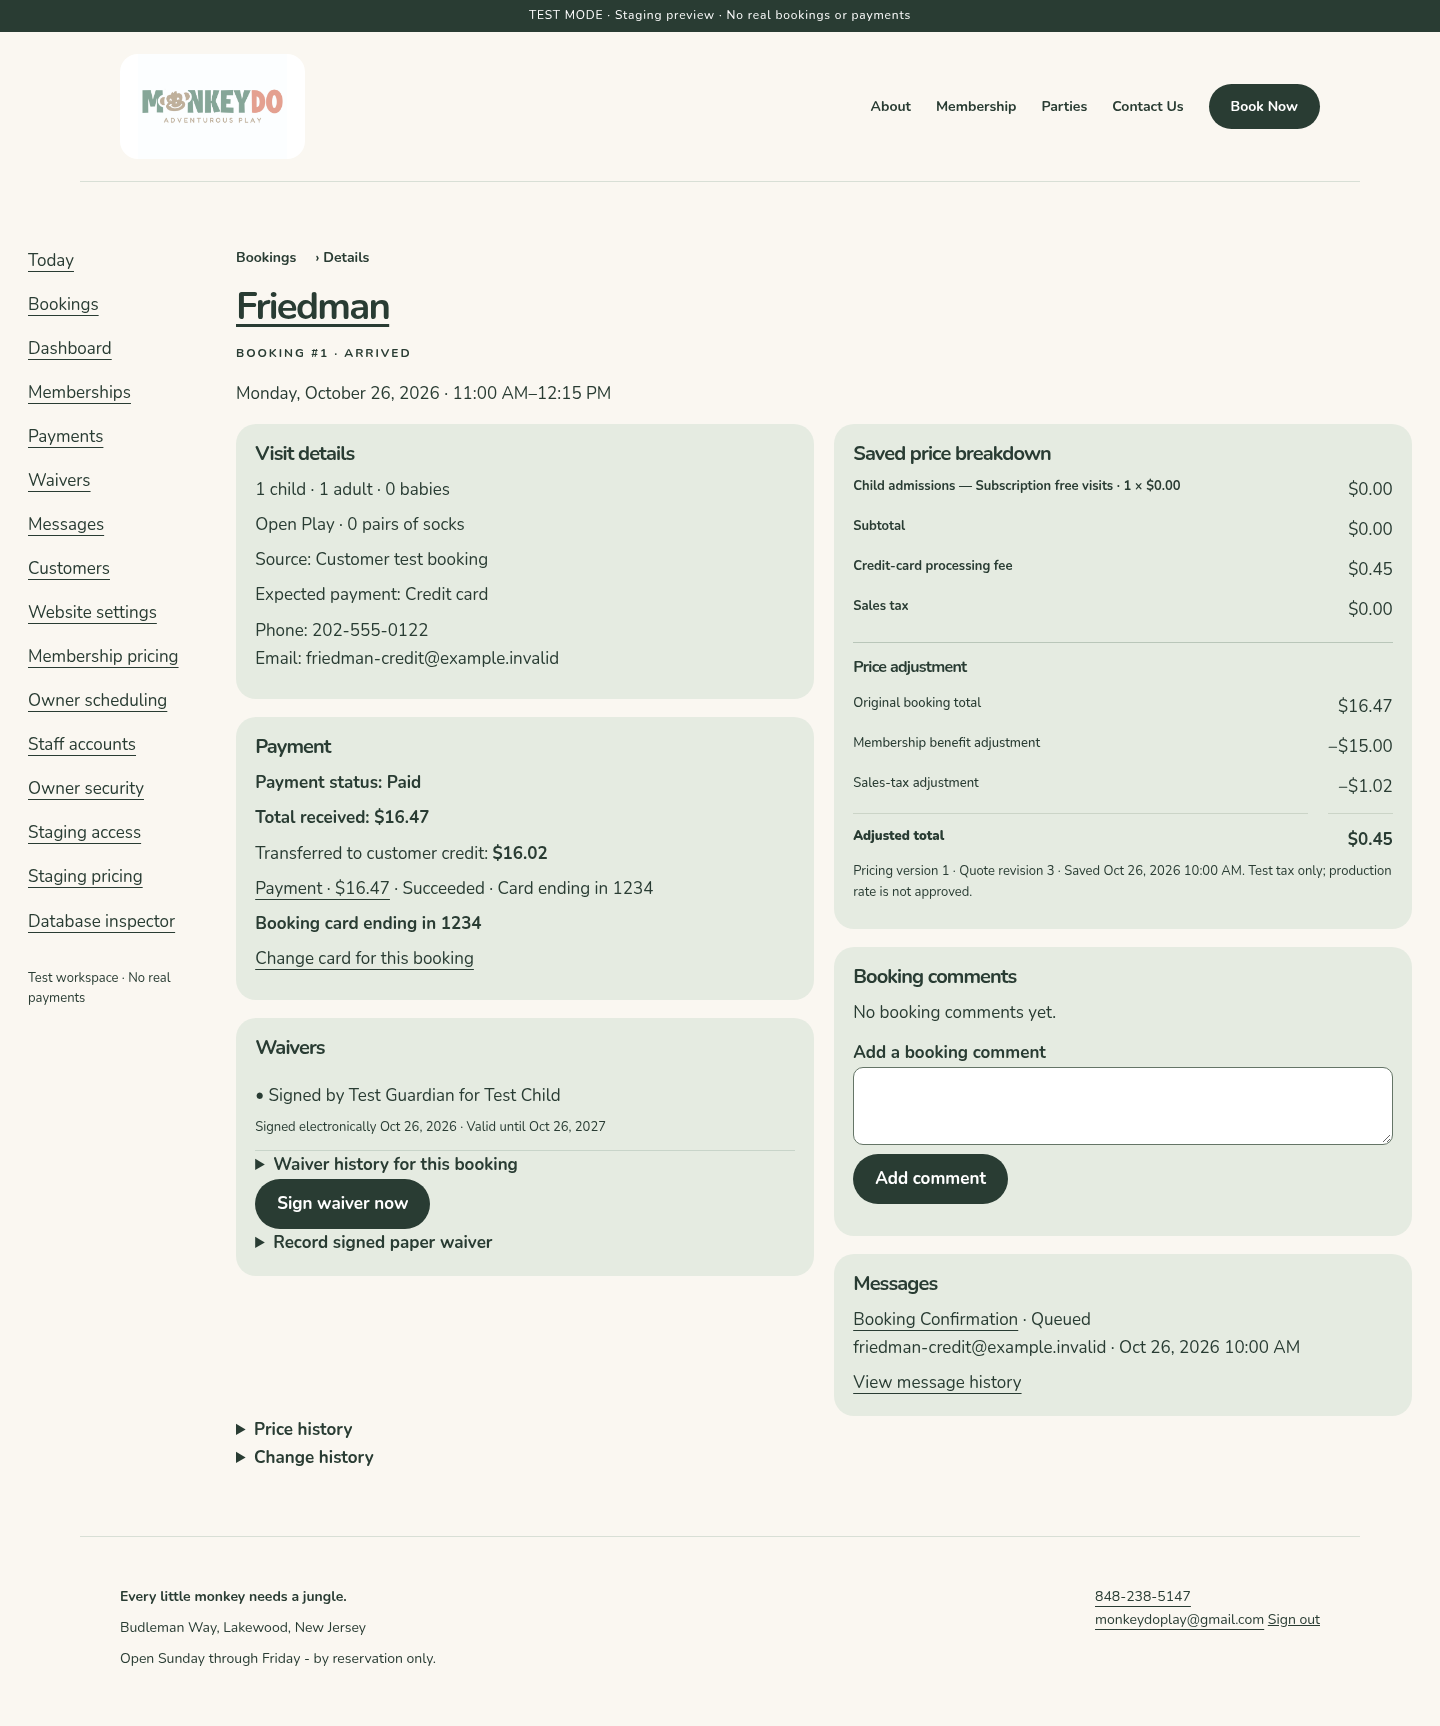 TEST MODE · Staging preview · No real bookings or payments
MONKEYDO
ADVENTUROUS PLAY
About Membership Parties Contact Us Book Now
Today
Bookings
Dashboard
Memberships
Payments
Waivers
Messages
Customers
Website settings
Membership pricing
Owner scheduling
Staff accounts
Owner security
Staging access
Staging pricing
Database inspector
Test workspace · No real
payments
Bookings › Details
Friedman
BOOKING #1 · ARRIVED
Monday, October 26, 2026 · 11:00 AM–12:15 PM
Visit details
1 child · 1 adult · 0 babies
Open Play · 0 pairs of socks
Source: Customer test booking
Expected payment: Credit card
Phone: 202-555-0122
Email: friedman-credit@example.invalid
Payment
Payment status: Paid
Total received: $16.47
Transferred to customer credit: $16.02
Payment · $16.47 · Succeeded · Card ending in 1234
Booking card ending in 1234
Change card for this booking
Waivers
• Signed by Test Guardian for Test Child
Signed electronically Oct 26, 2026 · Valid until Oct 26, 2027
Waiver history for this booking
Sign waiver now
Record signed paper waiver
Saved price breakdown
Child admissions — Subscription free visits · 1 × $0.00 $0.00
Subtotal $0.00
Credit-card processing fee $0.45
Sales tax $0.00
Price adjustment
Original booking total $16.47
Membership benefit adjustment −$15.00
Sales-tax adjustment −$1.02
Adjusted total $0.45
Pricing version 1 · Quote revision 3 · Saved Oct 26, 2026 10:00 AM. Test tax only; production
rate is not approved.
Booking comments
No booking comments yet.
Add a booking comment
Add comment
Messages
Booking Confirmation · Queued
friedman-credit@example.invalid · Oct 26, 2026 10:00 AM
View message history
Price history
Change history
Every little monkey needs a jungle.
Budleman Way, Lakewood, New Jersey
Open Sunday through Friday - by reservation only.
848-238-5147
monkeydoplay@gmail.com Sign out